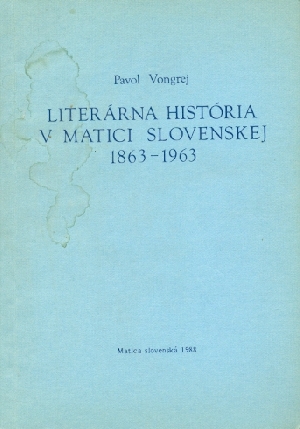 Pavol Vongrej
LITERÁRNA HISTÓRIA
V MATICI SLOVENSKEJ
1863-1963
Matica slovenská